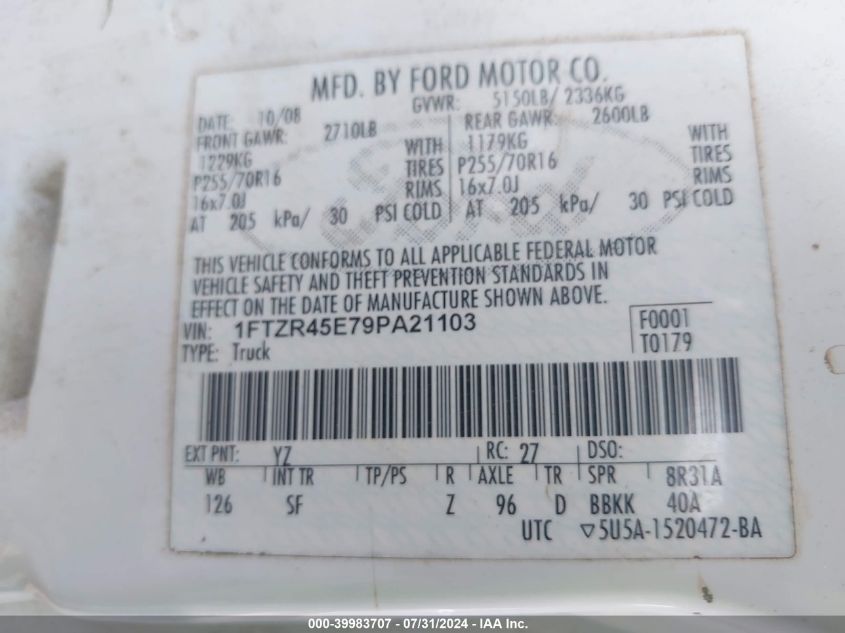 MFD. BY FORD MOTOR CO.
DATE: 10/08 GVWR: 5150LB/ 2336KG
FRONT GAWR: 2710LB REAR GAWR: 2600LB
1229KG WITH 1179KG WITH
P255/70R16 TIRES P255/70R16 TIRES
16x7.0J RIMS 16x7.0J RIMS
AT 205 kPa/ 30 PSI COLD AT 205 kPa/ 30 PSI COLD
THIS VEHICLE CONFORMS TO ALL APPLICABLE FEDERAL MOTOR
VEHICLE SAFETY AND THEFT PREVENTION STANDARDS IN
EFFECT ON THE DATE OF MANUFACTURE SHOWN ABOVE.
VIN: 1FTZR45E79PA21103 F0001
TYPE: Truck T0179
EXT PNT: YZ RC: 27 DSO:
WB INT TR TP/PS R AXLE TR SPR 8R31A
126 SF Z 96 D BBKK 40A
UTC ▽5U5A-1520472-BA
000-39983707 / 07/31/2024 - IAA Inc.